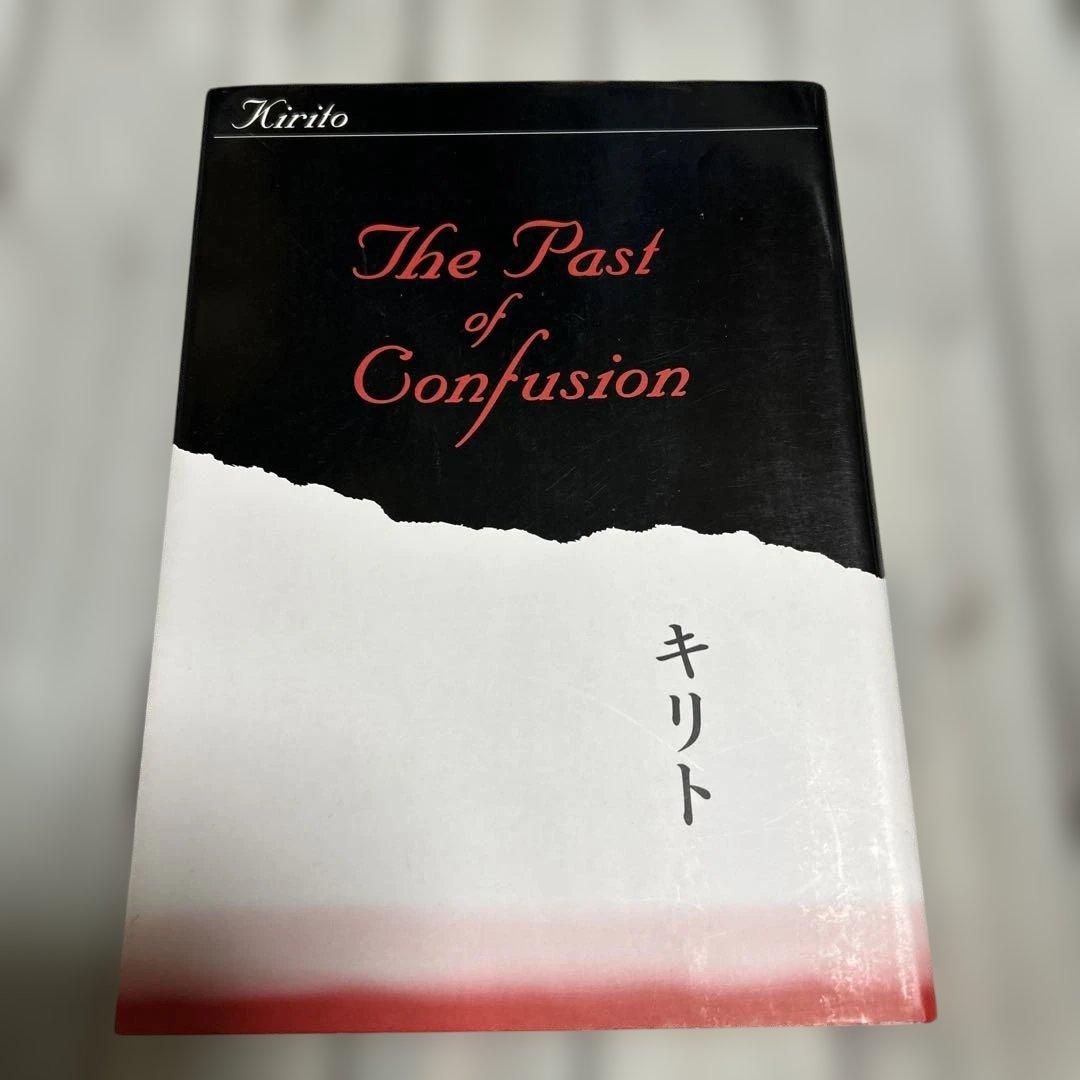 Kirito
The Past
of
Confusion
キリト